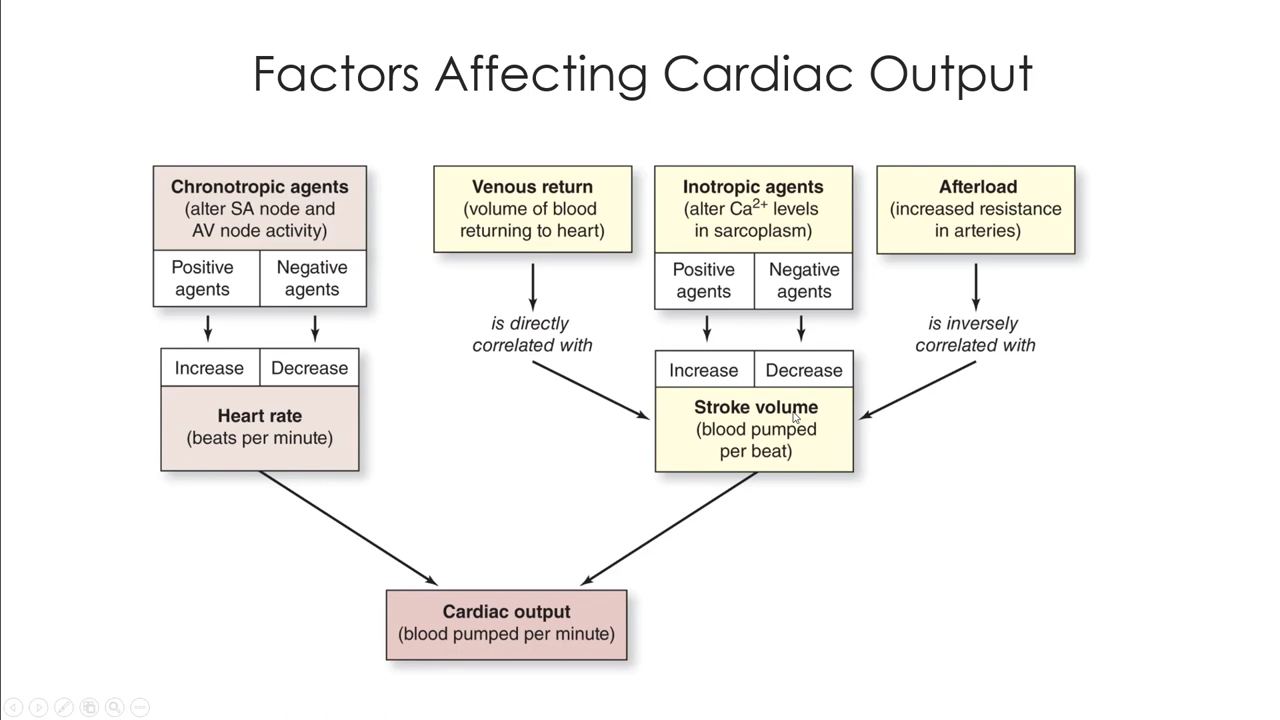 Factors Affecting Cardiac Output
Chronotropic agents
(alter SA node and
AV node activity)
Positive
agents
Negative
agents
Increase
Decrease
Heart rate
(beats per minute)
Venous return
(volume of blood
returning to heart)
is directly
correlated with
Inotropic agents
(alter Ca²⁺ levels
in sarcoplasm)
Positive
agents
Negative
agents
Increase
Decrease
Stroke volume
(blood pumped
per beat)
Afterload
(increased resistance
in arteries)
is inversely
correlated with
Cardiac output
(blood pumped per minute)